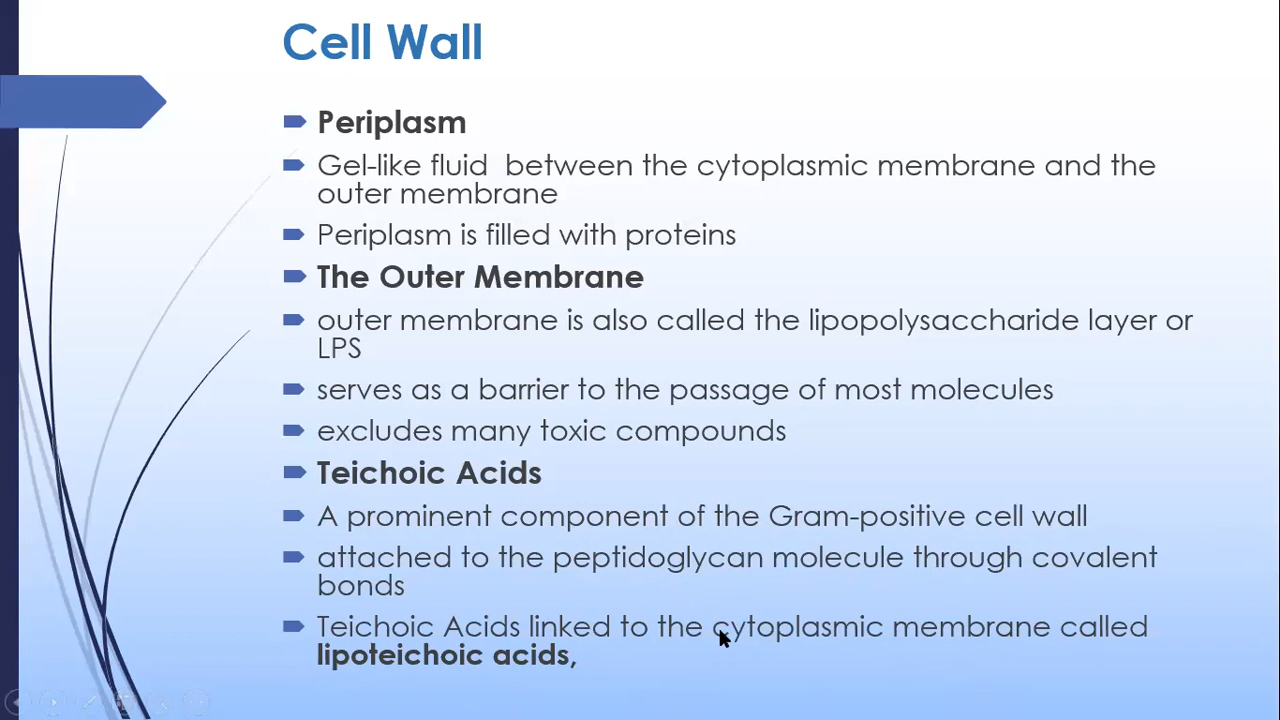 Cell Wall
Periplasm
Gel-like fluid  between the cytoplasmic membrane and the
outer membrane
Periplasm is filled with proteins
The Outer Membrane
outer membrane is also called the lipopolysaccharide layer or
LPS
serves as a barrier to the passage of most molecules
excludes many toxic compounds
Teichoic Acids
A prominent component of the Gram-positive cell wall
attached to the peptidoglycan molecule through covalent
bonds
Teichoic Acids linked to the cytoplasmic membrane called
lipoteichoic acids,